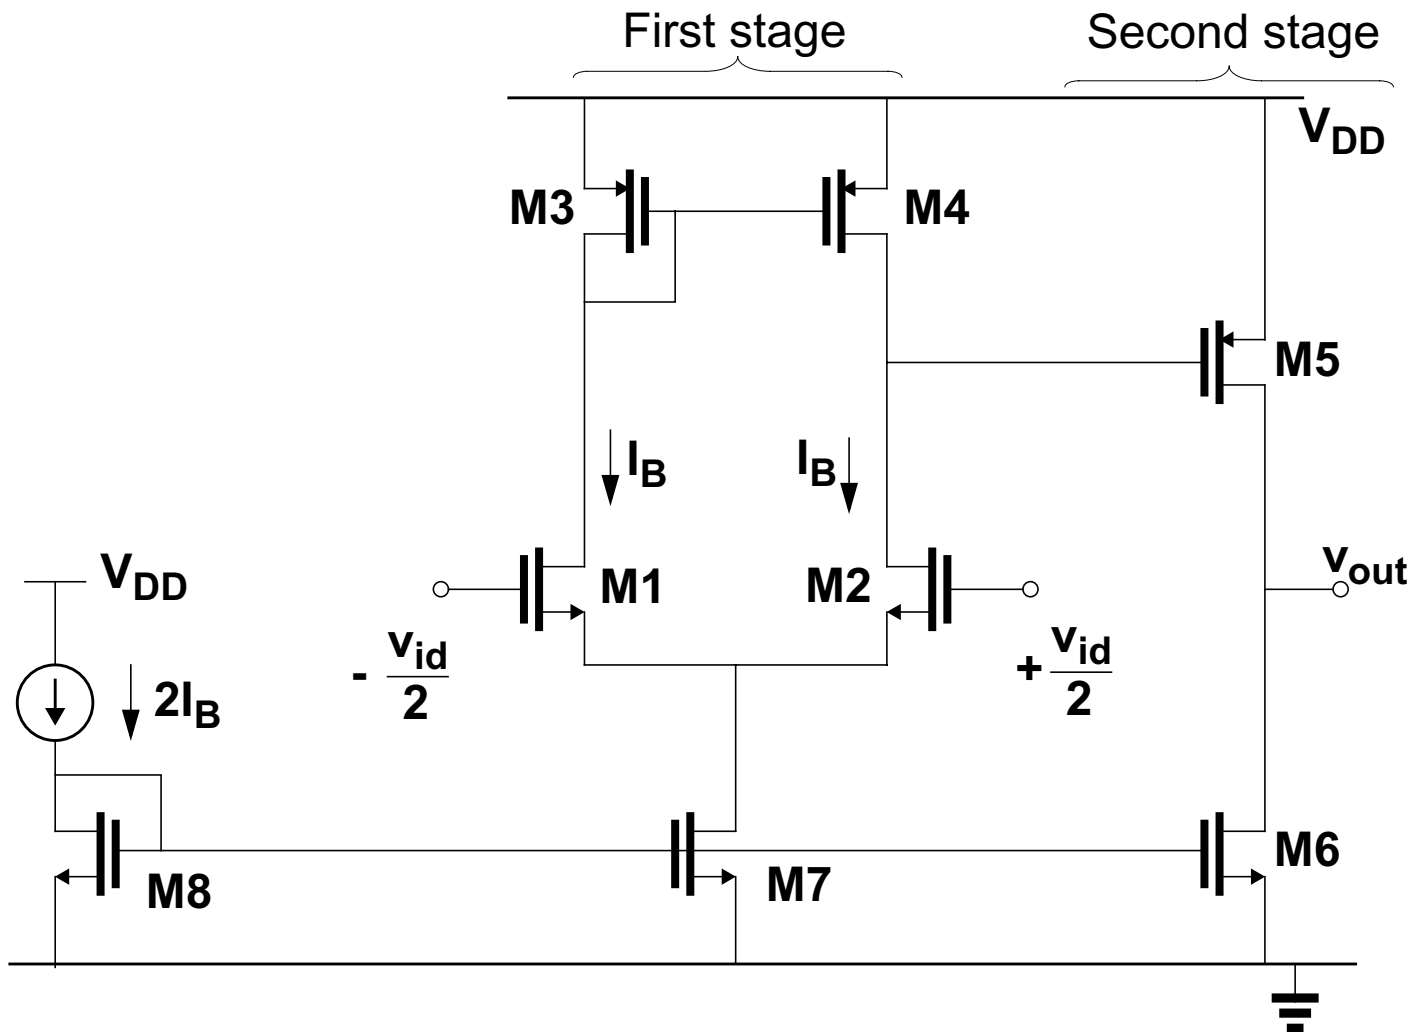 First stage
Second stage
VDD
M3
M4
M5
IB
IB
VDD
M1
M2
vout
- vid/2
+ vid/2
2IB
M8
M7
M6